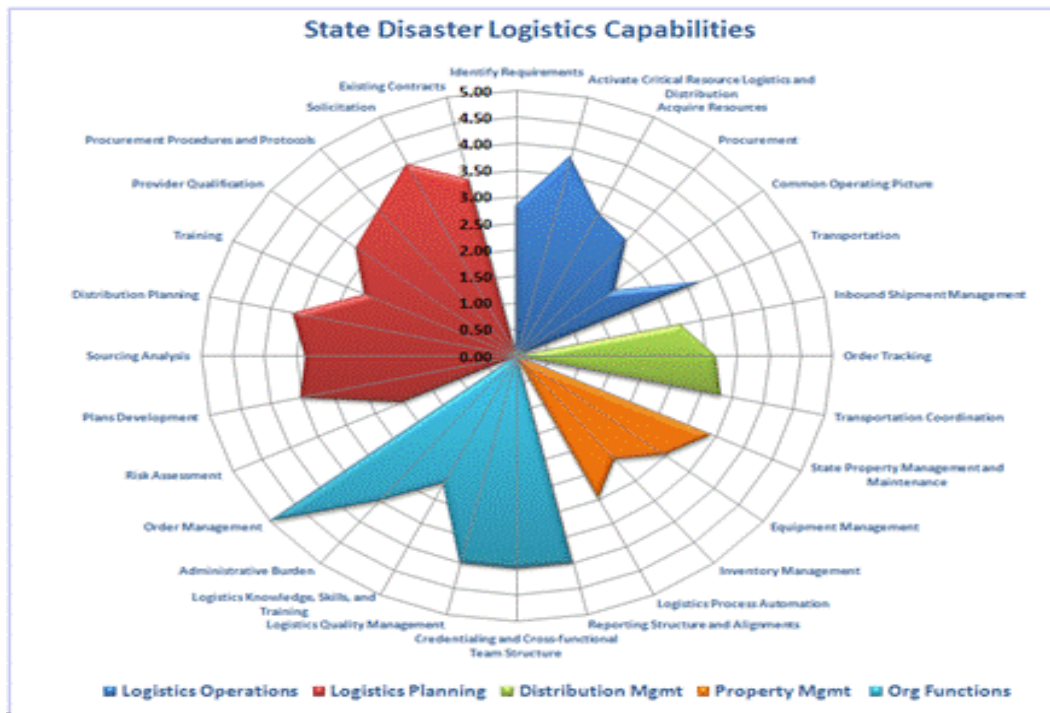 State Disaster Logistics Capabilities
Identify Requirements
Activate Critical Resource Logistics and
Distribution
Acquire Resources
Procurement
Common Operating Picture
Transportation
Inbound Shipment Management
Order Tracking
Transportation Coordination
State Property Management and
Maintenance
Equipment Management
Inventory Management
Logistics Process Automation
Reporting Structure and Alignments
Credentialing and Cross-functional
Team Structure
Logistics Quality Management
Logistics Knowledge, Skills, and
Training
Administrative Burden
Order Management
Risk Assessment
Plans Development
Sourcing Analysis
Distribution Planning
Training
Provider Qualification
Procurement Procedures and Protocols
Solicitation
Existing Contracts
5.00
4.50
4.00
3.50
3.00
2.50
2.00
1.50
1.00
0.50
0.00
Logistics Operations
Logistics Planning
Distribution Mgmt
Property Mgmt
Org Functions